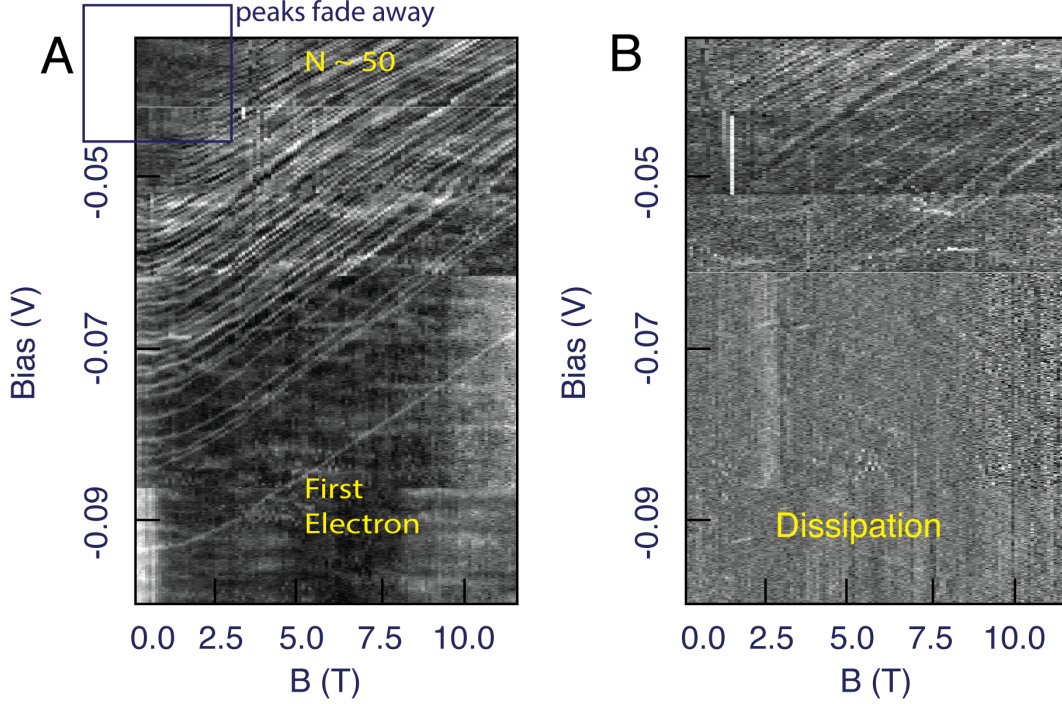 peaks fade away
A
N ~ 50
-0.05
-0.07
-0.09
Bias (V)
First
Electron
0.0 2.5 5.0 7.5 10.0
B (T)
B
-0.05
-0.07
-0.09
Bias (V)
Dissipation
0.0 2.5 5.0 7.5 10.0
B (T)